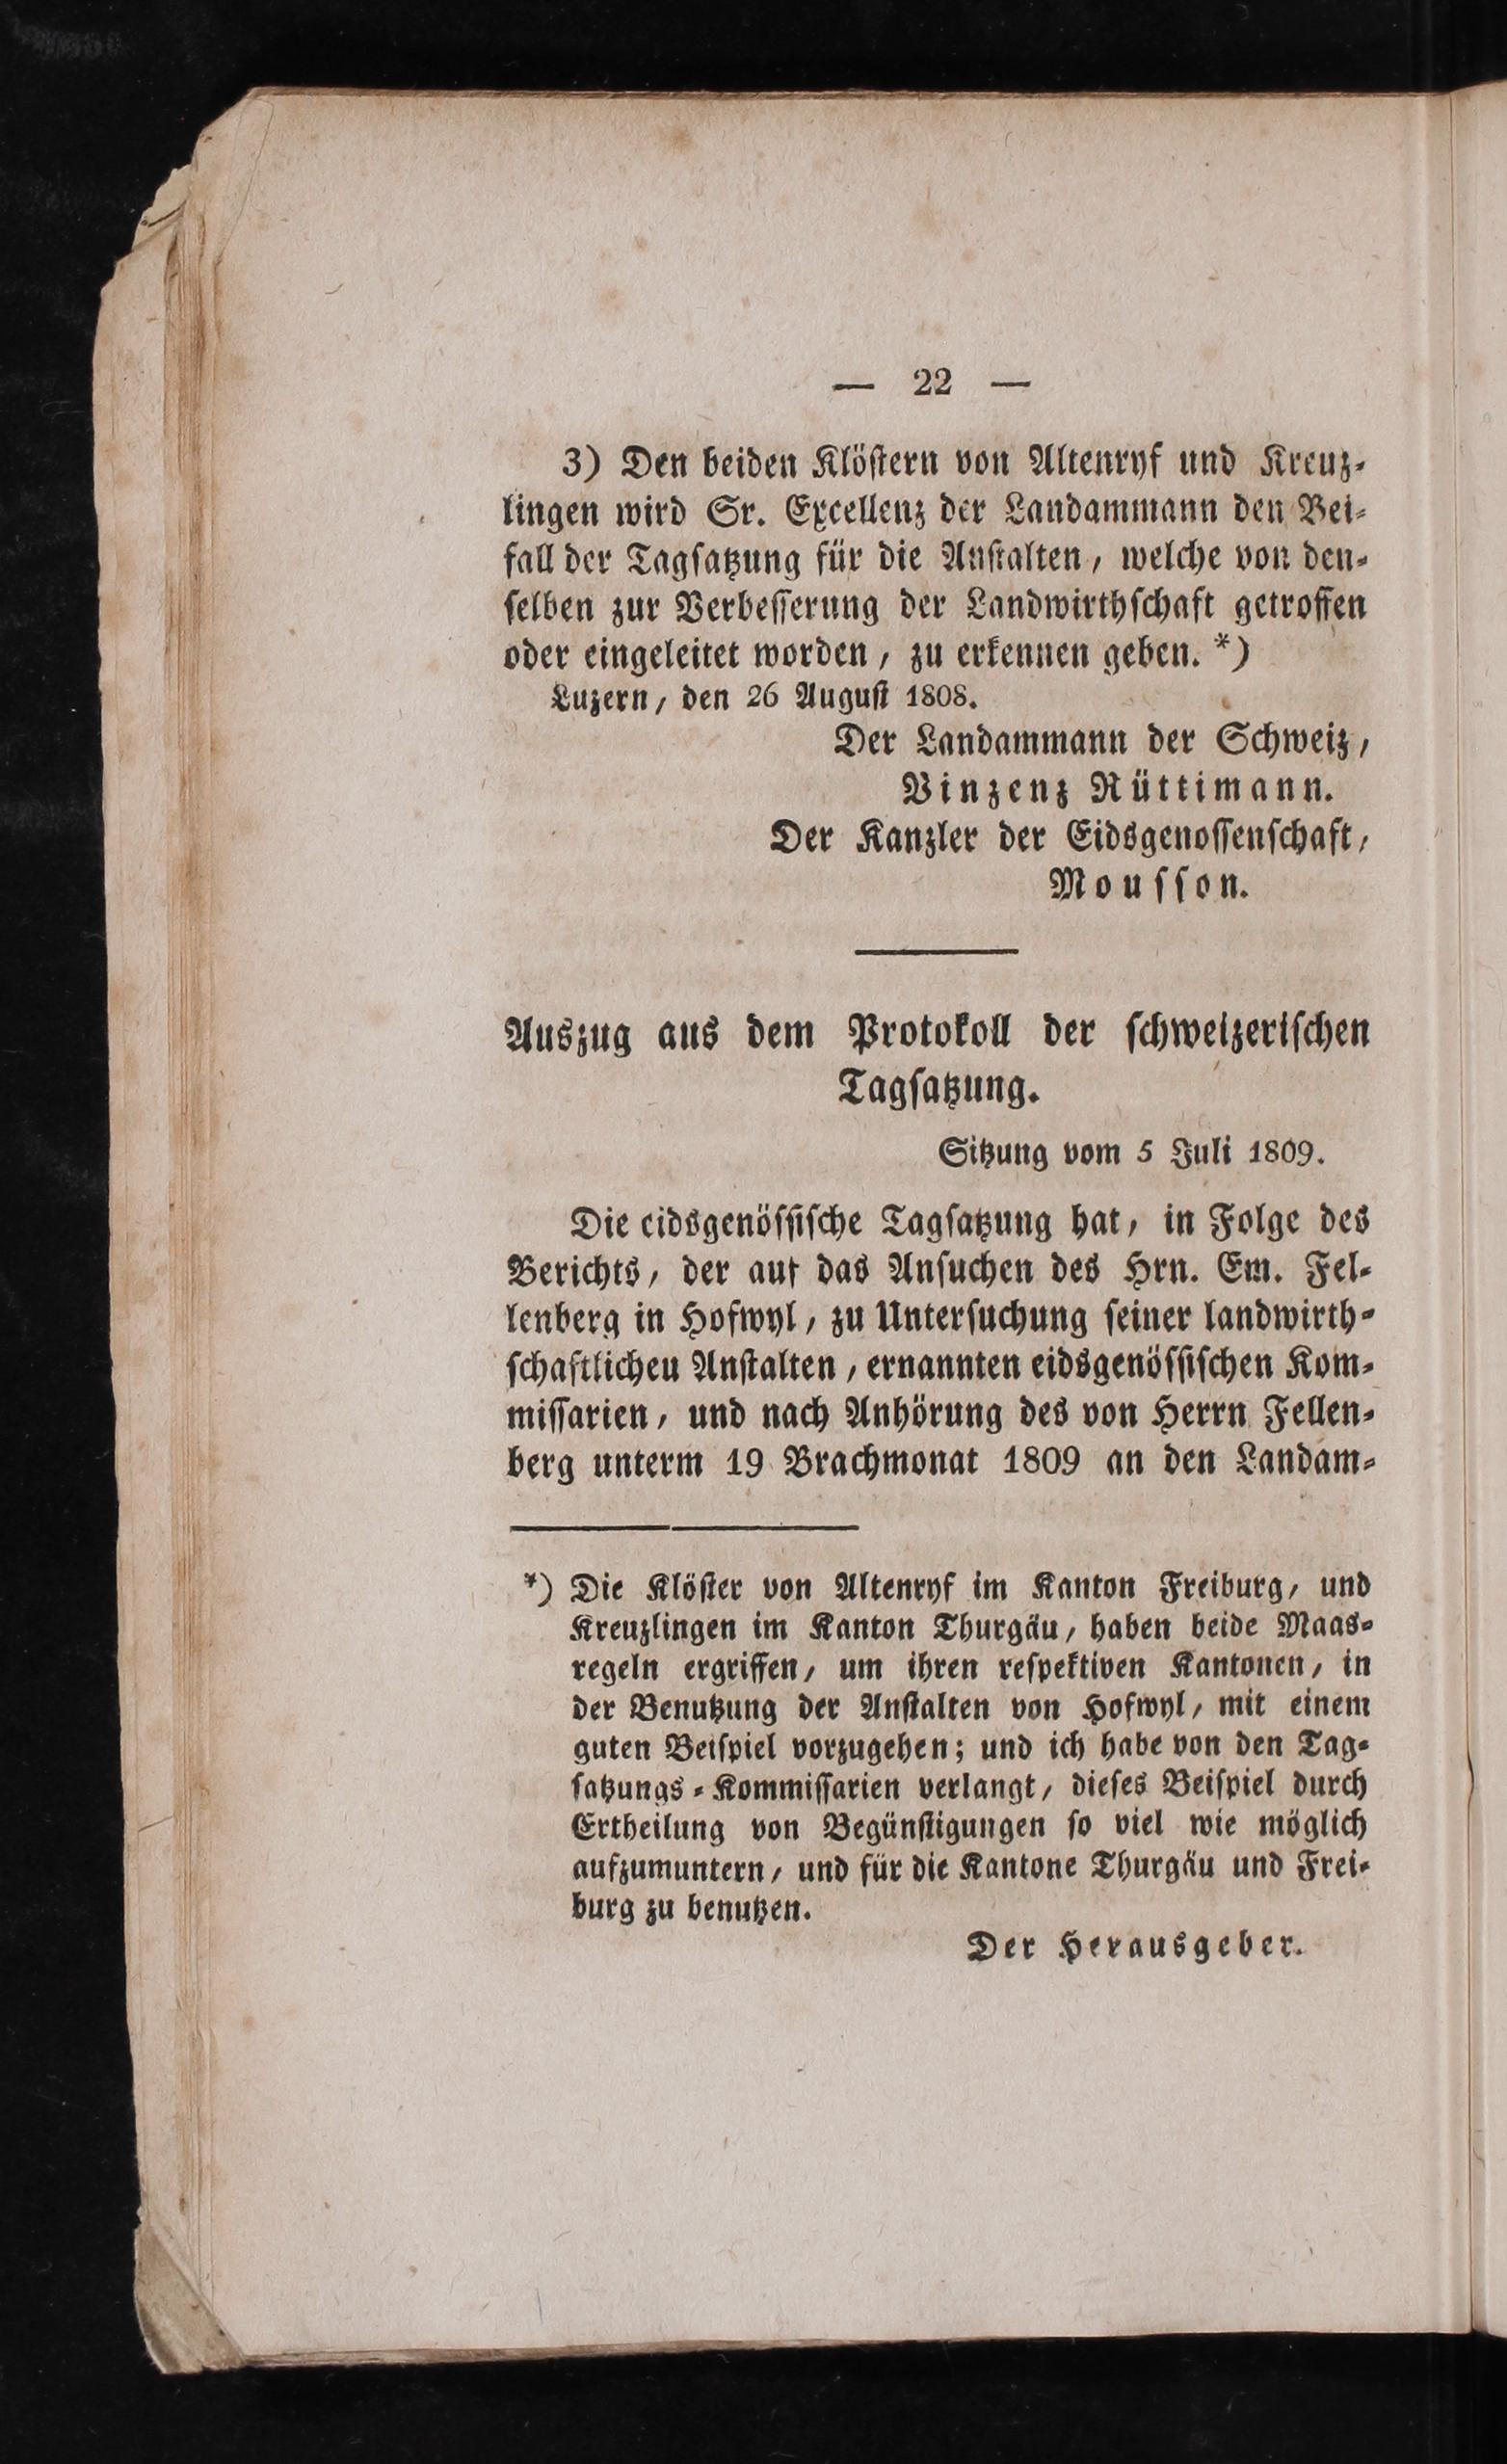 — 22 —
3) Den beiden Klöſtern von Altenryf und Kreuz-
lingen wird Sr. Excellenz der Landammann den Bei-
fall der Tagſatzung für die Anſtalten, welche von den-
ſelben zur Verbeſſerung der Landwirthſchaft getroffen
oder eingeleitet worden, zu erkennen geben. *)
Luzern, den 26 Auguſt 1808.
Der Landammann der Schweiz,
Vinzenz Rüttimann.
Der Kanzler der Eidsgenoſſenſchaft,
Mouſſon.
Auszug aus dem Protokoll der ſchweizeriſchen
Tagſatzung.
Sitzung vom 5 Juli 1809.
Die eidsgenöſſiſche Tagſatzung hat, in Folge des
Berichts, der auf das Anſuchen des Hrn. Em. Fel-
lenberg in Hofwyl, zu Unterſuchung ſeiner landwirth-
ſchaftlichen Anſtalten, ernannten eidsgenöſſiſchen Kom-
miſſarien, und nach Anhörung des von Herrn Fellen-
berg unterm 19 Brachmonat 1809 an den Landam-
*) Die Klöſter von Altenryf im Kanton Freiburg, und
Kreuzlingen im Kanton Thurgäu, haben beide Maas-
regeln ergriffen, um ihren reſpektiven Kantonen, in
der Benutzung der Anſtalten von Hofwyl, mit einem
guten Beiſpiel vorzugehen; und ich habe von den Tag-
ſatzungs-Kommiſſarien verlangt, dieſes Beiſpiel durch
Ertheilung von Begünſtigungen ſo viel wie möglich
aufzumuntern, und für die Kantone Thurgäu und Frei-
burg zu benutzen.
Der Herausgeber.